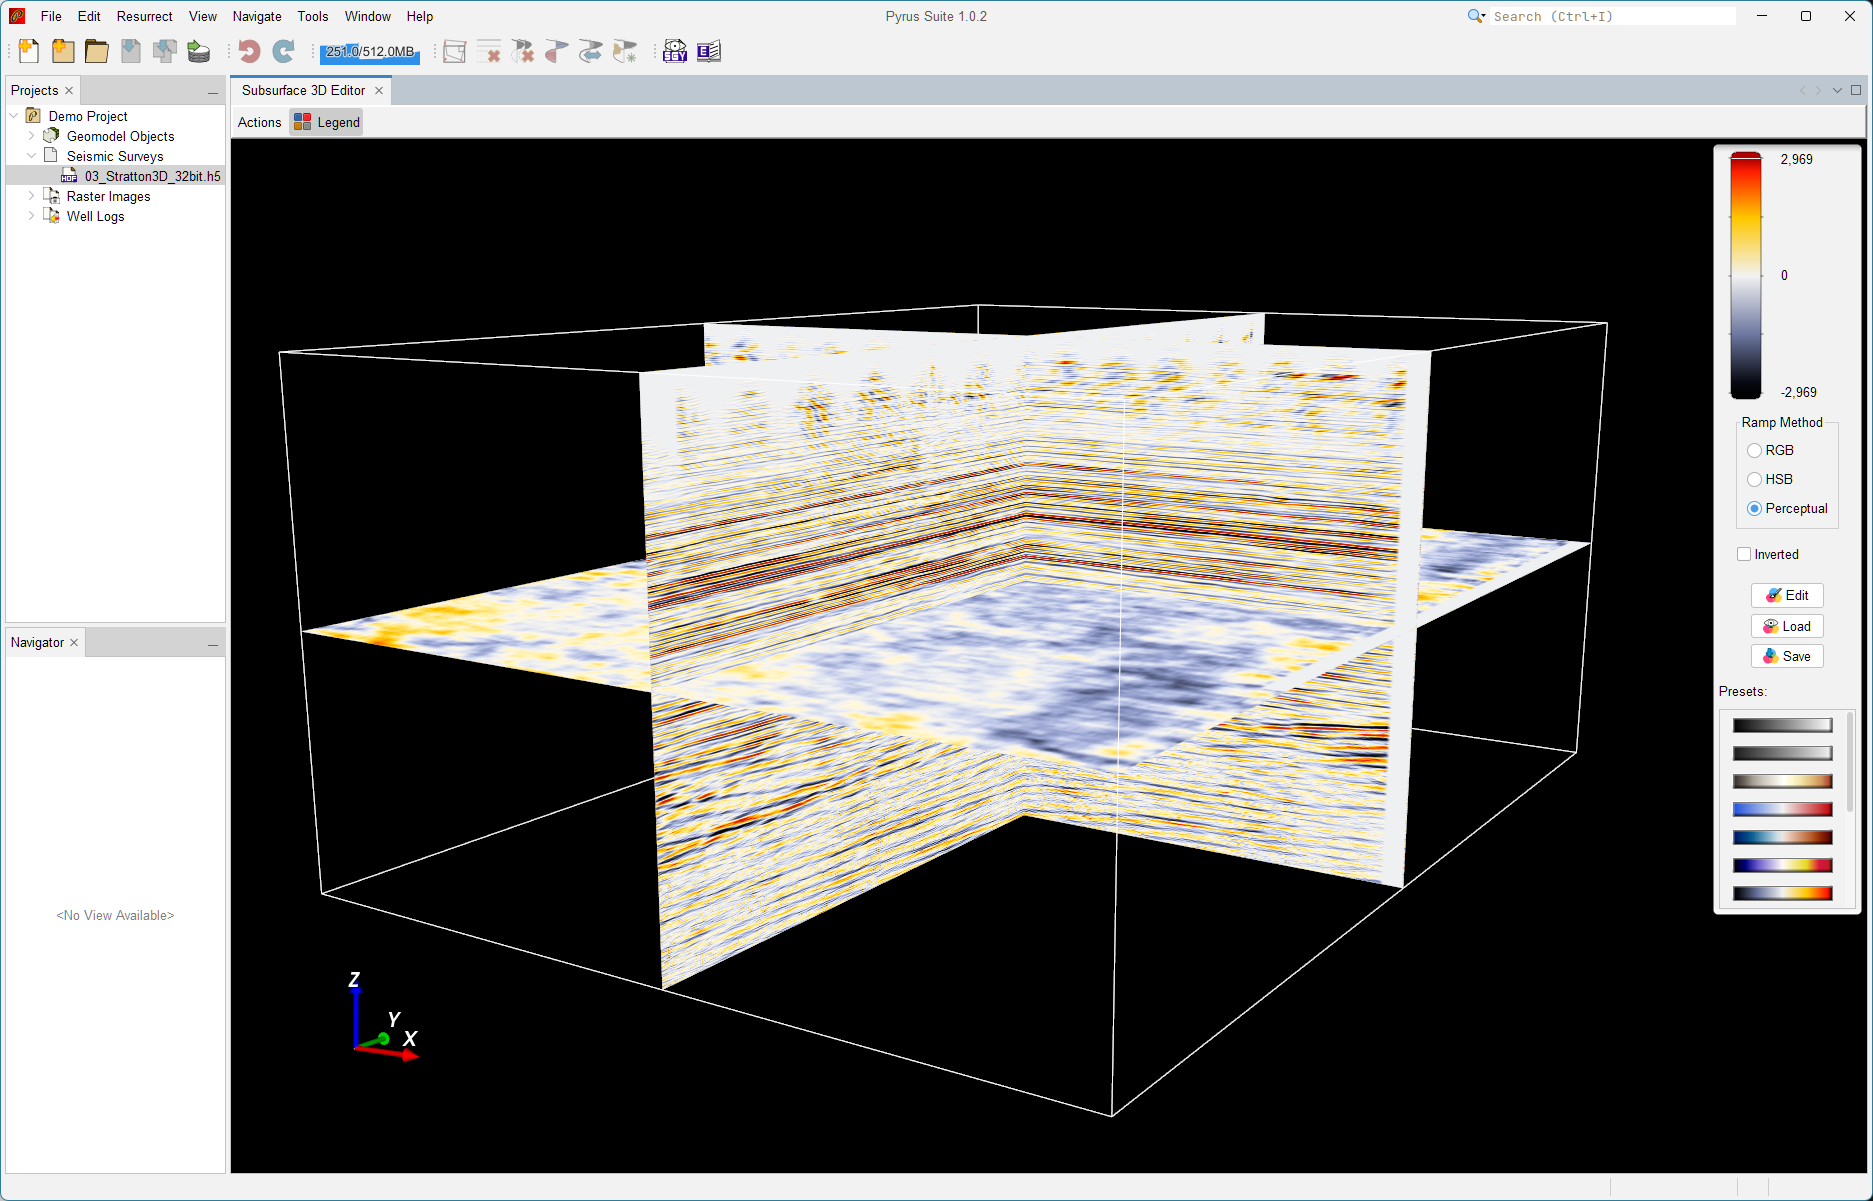 File Edit Resurrect View Navigate Tools Window Help
Pyrus Suite 1.0.2
Search (Ctrl+I)
251.0/512.0MB
SGY
E
Projects
Subsurface 3D Editor
Actions Legend
Demo Project
Geomodel Objects
Seismic Surveys
HDF 03_Stratton3D_32bit.h5
Raster Images
Well Logs
Navigator
<No View Available>
2,969
0
-2,969
Ramp Method
RGB
HSB
Perceptual
Inverted
Edit
Load
Save
Presets:
Z
Y
X